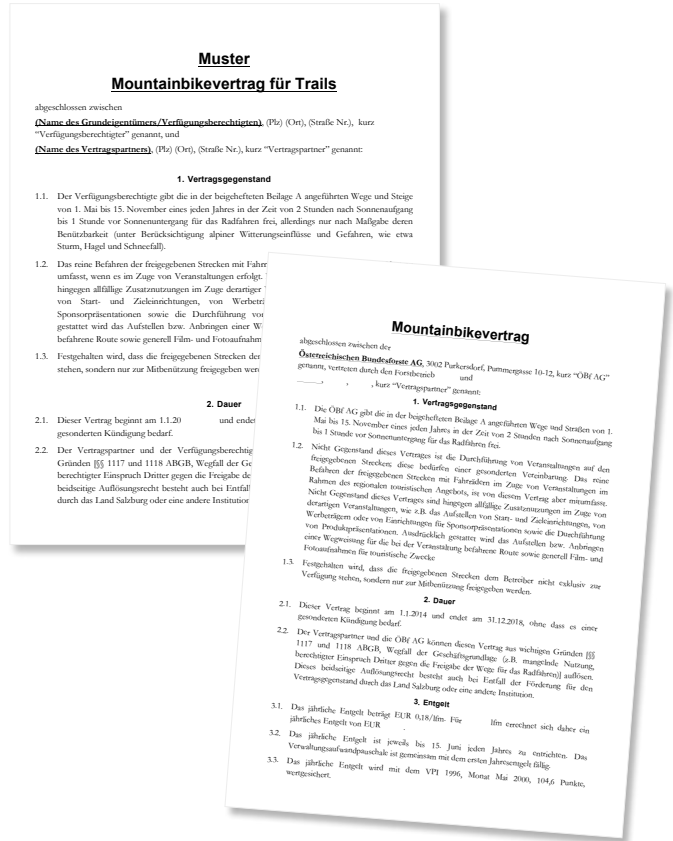 Muster
Mountainbikevertrag für Trails
abgeschlossen zwischen
(Name des Grundeigentümers/Verfügungsberechtigten), (Plz) (Ort), (Straße Nr.), kurz
“Verfügungsberechtigter” genannt, und
(Name des Vertragspartners), (Plz) (Ort), (Straße Nr.), kurz “Vertragspartner” genannt:
1. Vertragsgegenstand
1.1. Der Verfügungsberechtigte gibt die in der beigehefteten Beilage A angeführten Wege und Steige
von 1. Mai bis 15. November eines jeden Jahres in der Zeit von 2 Stunden nach Sonnenaufgang
bis 1 Stunde vor Sonnenuntergang für das Radfahren frei, allerdings nur nach Maßgabe deren
Benützbarkeit (unter Berücksichtigung alpiner Witterungseinflüsse und Gefahren, wie etwa
Sturm, Hagel und Schneefall).
1.2. Das reine Befahren der freigegebenen Strecken mit Fahrr
umfasst, wenn es im Zuge von Veranstaltungen erfolgt.
hingegen allfällige Zusatznutzungen im Zuge derartiger
von Start- und Zieleinrichtungen, von Werbeträ
Sponsorpräsentationen sowie die Durchführung vo
gestattet wird das Aufstellen bzw. Anbringen einer W
befahrene Route sowie generell Film- und Fotoaufnahm
1.3. Festgehalten wird, dass die freigegebenen Strecken der
stehen, sondern nur zur Mitbenützung freigegeben wer
2. Dauer
2.1. Dieser Vertrag beginnt am 1.1.20 und endet
gesonderten Kündigung bedarf.
2.2. Der Vertragspartner und der Verfügungsberechtig
Gründen [§§ 1117 und 1118 ABGB, Wegfall der Ge
berechtigter Einspruch Dritter gegen die Freigabe de
beidseitige Auflösungsrecht besteht auch bei Entfall
durch das Land Salzburg oder eine andere Institution
Mountainbikevertrag
abgeschlossen zwischen der
Österreichischen Bundesforste AG, 3002 Purkersdorf, Pummergasse 10-12, kurz “ÖBf AG”
genannt, vertreten durch den Forstbetrieb und
, , , kurz “Vertragspartner” genannt:
1. Vertragsgegenstand
1.1. Die ÖBf AG gibt die in der beigehefteten Beilage A angeführten Wege und Straßen von 1.
Mai bis 15. November eines jeden Jahres in der Zeit von 2 Stunden nach Sonnenaufgang
bis 1 Stunde vor Sonnenuntergang für das Radfahren frei.
1.2. Nicht Gegenstand dieses Vertrages ist die Durchführung von Veranstaltungen auf den
freigegebenen Strecken; diese bedürfen einer gesonderten Vereinbarung. Das reine
Befahren der freigegebenen Strecken mit Fahrrädern im Zuge von Veranstaltungen im
Rahmen des regionalen touristischen Angebots, ist von diesem Vertrag aber mitumfasst.
Nicht Gegenstand dieses Vertrages sind hingegen allfällige Zusatznutzungen im Zuge von
derartigen Veranstaltungen, wie z.B. das Aufstellen von Start- und Zieleinrichtungen, von
Werbeträgern oder von Einrichtungen für Sponsorpräsentationen sowie die Durchführung
von Produktpräsentationen. Ausdrücklich gestattet wird das Aufstellen bzw. Anbringen
einer Wegweisung für die bei der Veranstaltung befahrene Route sowie generell Film- und
Fotoaufnahmen für touristische Zwecke
1.3. Festgehalten wird, dass die freigegebenen Strecken dem Betreiber nicht exklusiv zur
Verfügung stehen, sondern nur zur Mitbenützung freigegeben werden.
2. Dauer
2.1. Dieser Vertrag beginnt am 1.1.2014 und endet am 31.12.2018, ohne dass es einer
gesonderten Kündigung bedarf.
2.2. Der Vertragspartner und die ÖBf AG können diesen Vertrag aus wichtigen Gründen [§§
1117 und 1118 ABGB, Wegfall der Geschäftsgrundlage (z.B. mangelnde Nutzung,
berechtigter Einspruch Dritter gegen die Freigabe der Wege für das Radfahren)] auflösen.
Dieses beidseitige Auflösungsrecht besteht auch bei Entfall der Förderung für den
Vertragsgegenstand durch das Land Salzburg oder eine andere Institution.
3. Entgelt
3.1. Das jährliche Entgelt beträgt EUR 0,18/lfm. Für lfm errechnet sich daher ein
jährliches Entgelt von EUR .
3.2. Das jährliche Entgelt ist jeweils bis 15. Juni jeden Jahres zu entrichten. Das
Verwaltungsaufwandpauschale ist gemeinsam mit dem ersten Jahresentgelt fällig.
3.3. Das jährliche Entgelt wird mit dem VPI 1996, Monat Mai 2000, 104,6 Punkte,
wertgesichert.